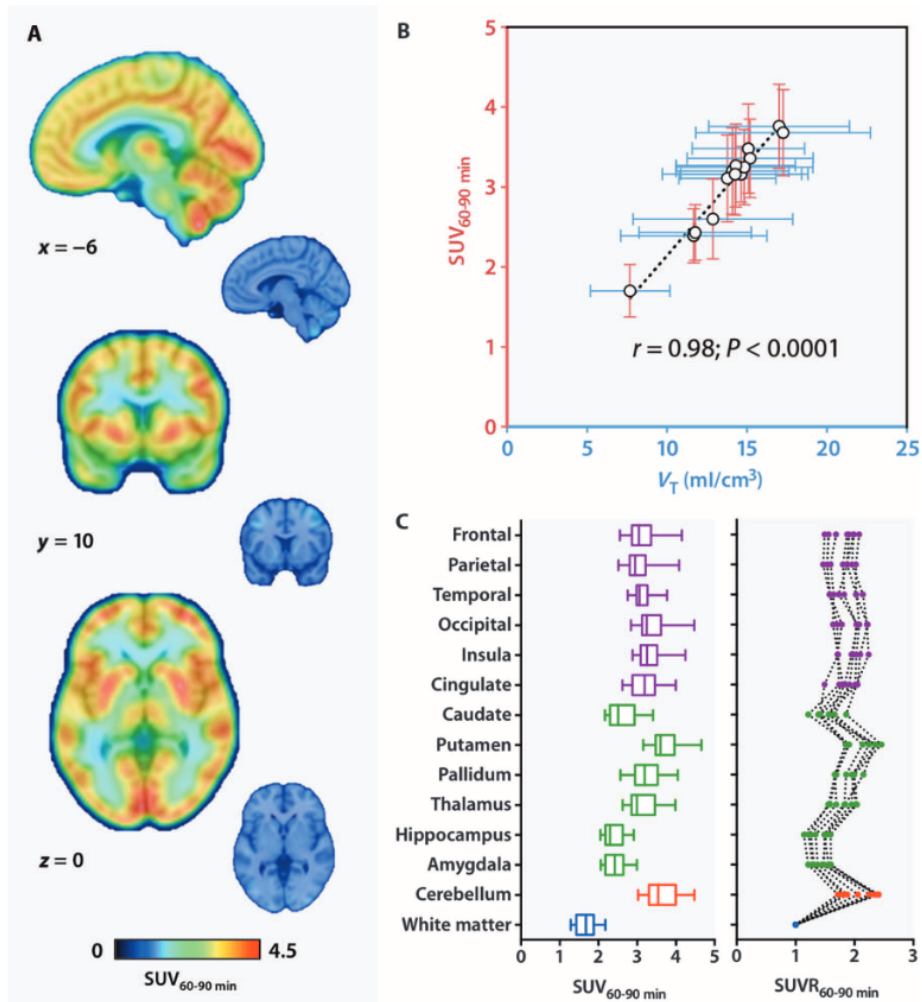 A
x = –6
y = 10
z = 0
0
4.5
SUV60-90 min
B
5
4
3
2
1
0
SUV60-90 min
r = 0.98; P < 0.0001
0
5
10
15
20
25
VT (ml/cm3)
C
Frontal
Parietal
Temporal
Occipital
Insula
Cingulate
Caudate
Putamen
Pallidum
Thalamus
Hippocampus
Amygdala
Cerebellum
White matter
0 1 2 3 4 5
SUV60-90 min
0 1 2 3
SUVR60-90 min